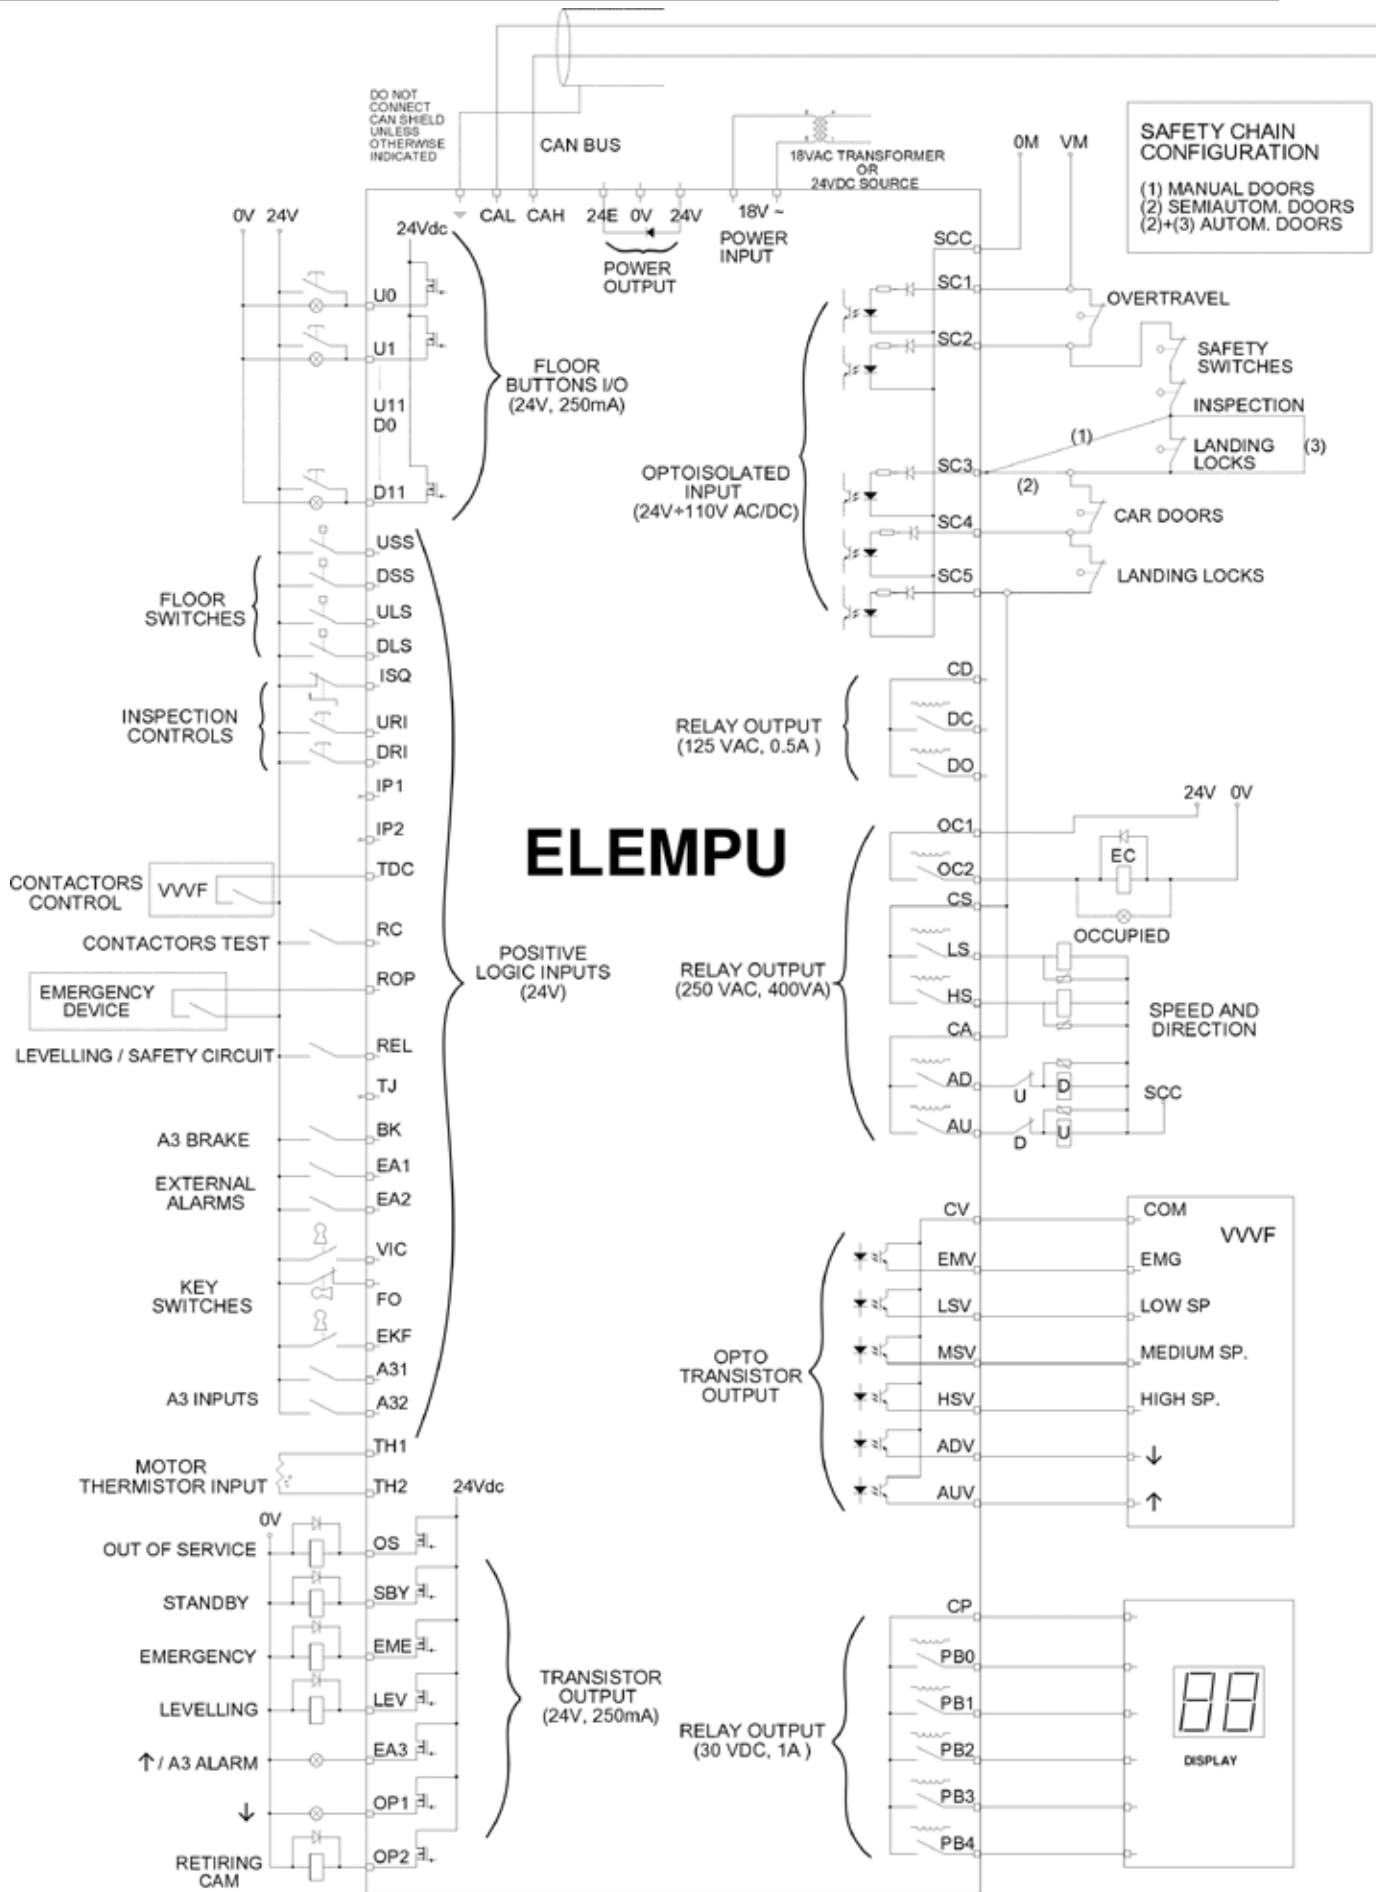 DO NOT
CONNECT
CAN SHIELD
UNLESS
OTHERWISE
INDICATED
CAN BUS
18VAC TRANSFORMER
OR
24VDC SOURCE
0M VM
SAFETY CHAIN
CONFIGURATION
(1) MANUAL DOORS
(2) SEMIAUTOM. DOORS
(2)+(3) AUTOM. DOORS
CAL CAH
24E 0V 24V
POWER
OUTPUT
18V ~
POWER
INPUT
0V 24V
24Vdc
U0
U1
U11
D0
D11
FLOOR
BUTTONS I/O
(24V, 250mA)
FLOOR
SWITCHES
USS
DSS
ULS
DLS
INSPECTION
CONTROLS
ISQ
URI
DRI
IP1
IP2
CONTACTORS
CONTROL
VVVF
TDC
CONTACTORS TEST
RC
EMERGENCY
DEVICE
ROP
LEVELLING / SAFETY CIRCUIT
REL
TJ
A3 BRAKE
BK
EXTERNAL
ALARMS
EA1
EA2
KEY
SWITCHES
VIC
FO
EKF
A3 INPUTS
A31
A32
POSITIVE
LOGIC INPUTS
(24V)
MOTOR
THERMISTOR INPUT
TH1
TH2
0V
24Vdc
OUT OF SERVICE
OS
STANDBY
SBY
EMERGENCY
EME
LEVELLING
LEV
↑ / A3 ALARM
EA3
↓
OP1
RETIRING
CAM
OP2
TRANSISTOR
OUTPUT
(24V, 250mA)
ELEMPU
SCC
SC1
SC2
SC3
SC4
SC5
OPTOISOLATED
INPUT
(24V÷110V AC/DC)
OVERTRAVEL
SAFETY
SWITCHES
INSPECTION
(1)
LANDING
LOCKS
(3)
(2)
CAR DOORS
LANDING LOCKS
RELAY OUTPUT
(125 VAC, 0.5A )
CD
DC
DO
24V 0V
OC1
OC2
EC
OCCUPIED
RELAY OUTPUT
(250 VAC, 400VA)
CS
LS
HS
CA
AD
AU
SPEED AND
DIRECTION
U
D
SCC
D
U
OPTO
TRANSISTOR
OUTPUT
CV
EMV
LSV
MSV
HSV
ADV
AUV
COM
VVVF
EMG
LOW SP
MEDIUM SP.
HIGH SP.
↓
↑
RELAY OUTPUT
(30 VDC, 1A )
CP
PB0
PB1
PB2
PB3
PB4
88
DISPLAY